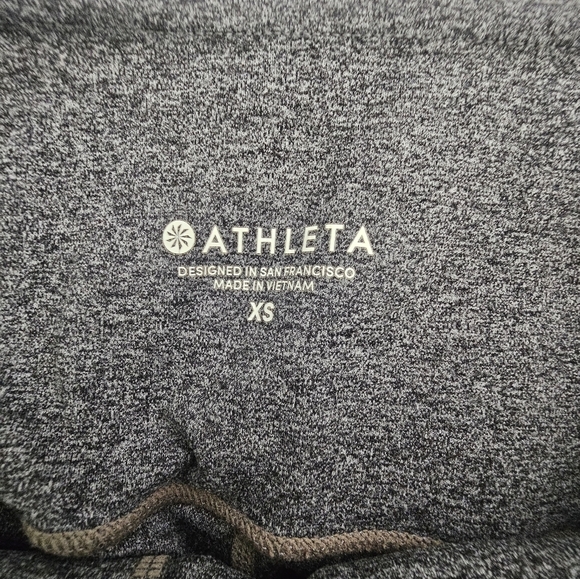 ATHLETA
DESIGNED IN SAN FRANCISCO
MADE IN VIETNAM
XS